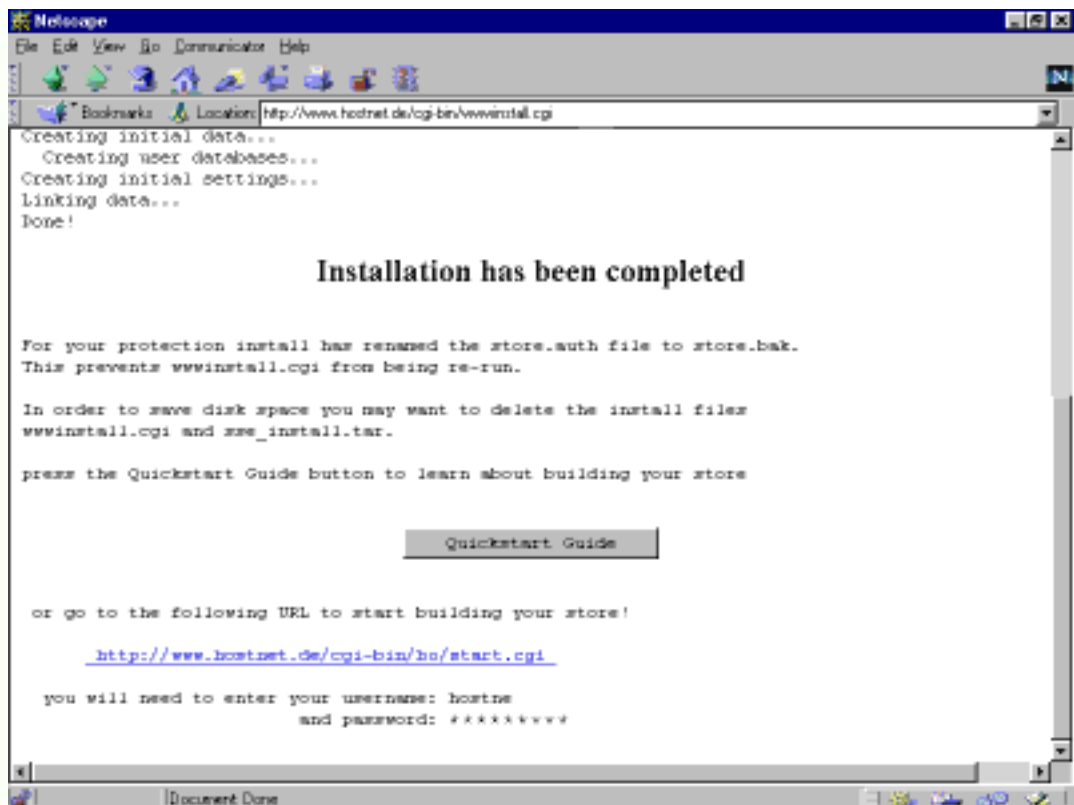 Netscape
File Edit View Go Communicator Help
Bookmarks Location: http://www.hostnet.de/cgi-bin/wwwinstall.cgi
Creating initial data...
Creating user databases...
Creating initial settings...
Linking data...
Done!
Installation has been completed
For your protection install has renamed the store.auth file to store.bak.
This prevents wwwinstall.cgi from being re-run.
In order to save disk space you may want to delete the install files
wwwinstall.cgi and sse_install.tar.
press the Quickstart Guide button to learn about building your store
Quickstart Guide
or go to the following URL to start building your store!
http://www.hostnet.de/cgi-bin/bo/start.cgi
you will need to enter your username: hostne
and password: *********
Document Done